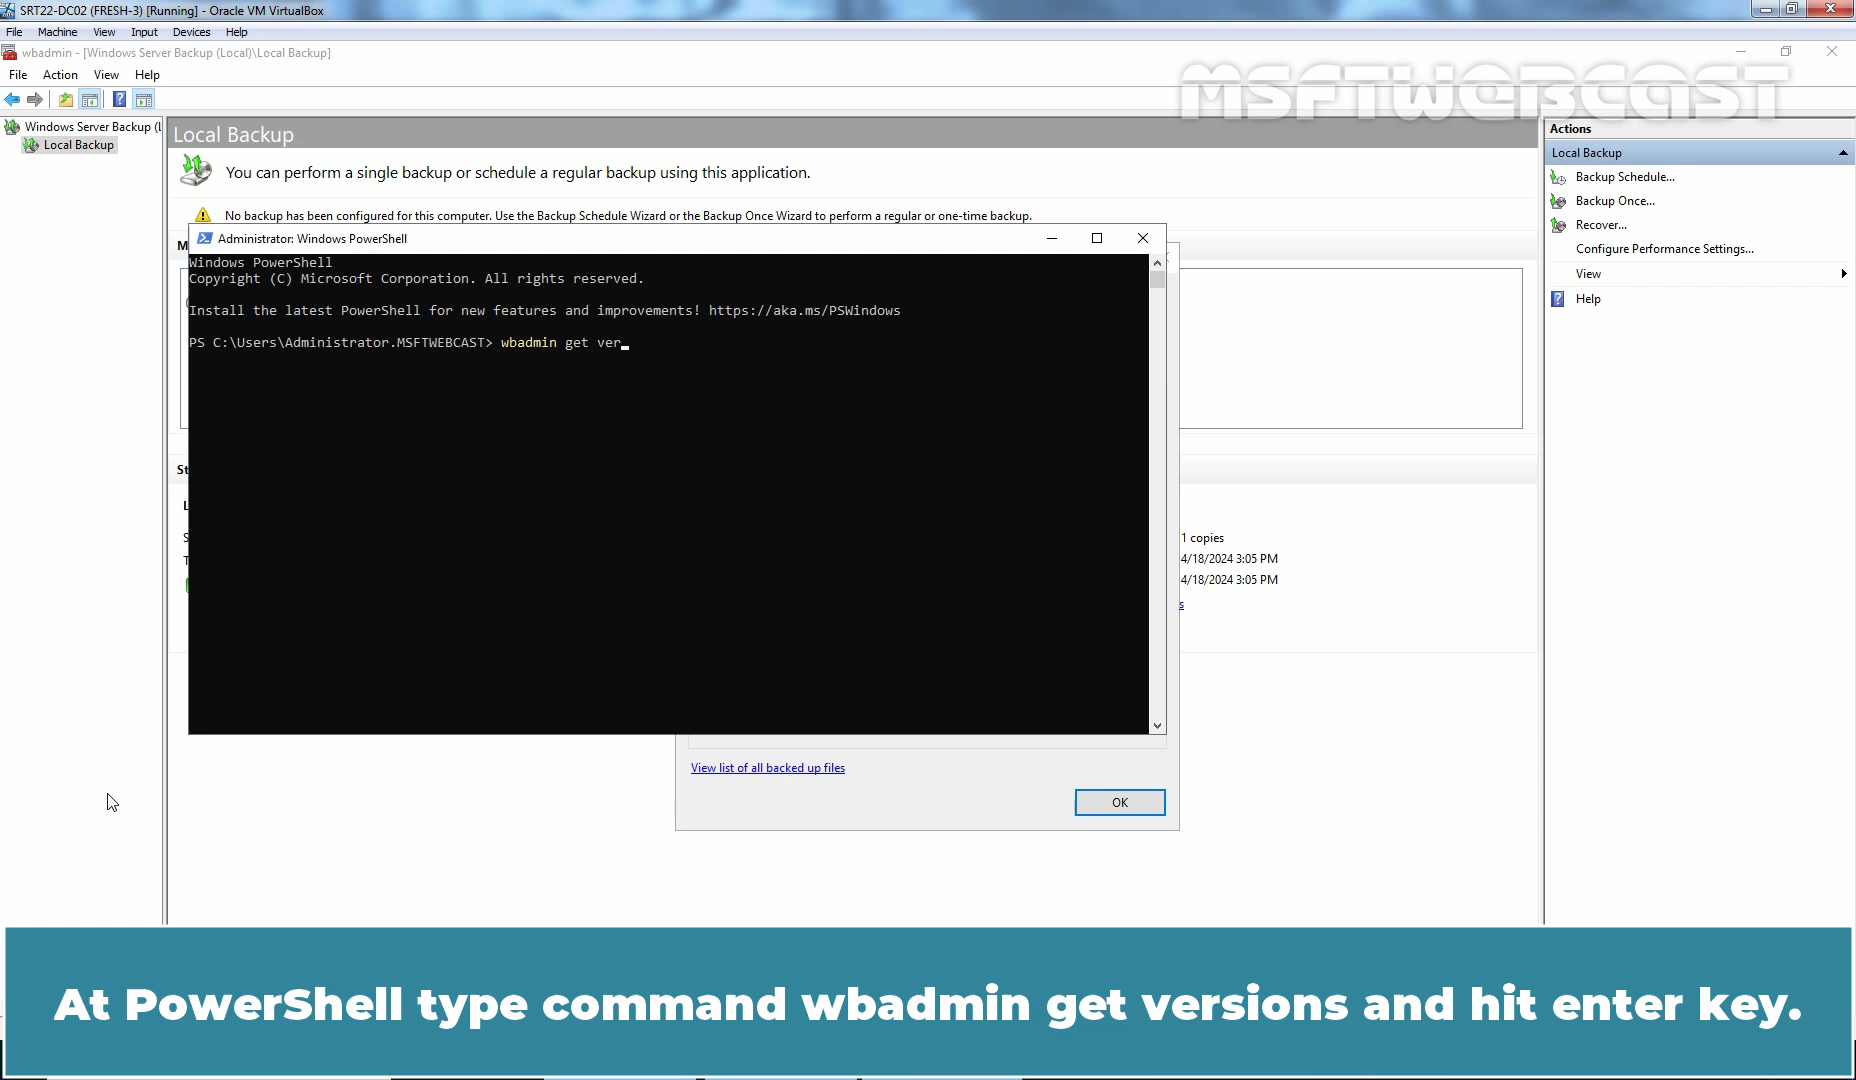 SRT22-DC02 (FRESH-3) [Running] - Oracle VM VirtualBox
File Machine View Input Devices Help
wbadmin - [Windows Server Backup (Local)\Local Backup]
File Action View Help
MSFTWEBCAST
Windows Server Backup (L
Local Backup
Local Backup
You can perform a single backup or schedule a regular backup using this application.
No backup has been configured for this computer. Use the Backup Schedule Wizard or the Backup Once Wizard to perform a regular or one-time backup.
M
Administrator: Windows PowerShell
Windows PowerShell
Copyright (C) Microsoft Corporation. All rights reserved.
Install the latest PowerShell for new features and improvements! https://aka.ms/PSWindows
PS C:\Users\Administrator.MSFTWEBCAST> wbadmin get ver
St
L
S
T
1 copies
4/18/2024 3:05 PM
4/18/2024 3:05 PM
s
View list of all backed up files
OK
Actions
Local Backup
Backup Schedule...
Backup Once...
Recover...
Configure Performance Settings...
View
Help
At PowerShell type command wbadmin get versions and hit enter key.